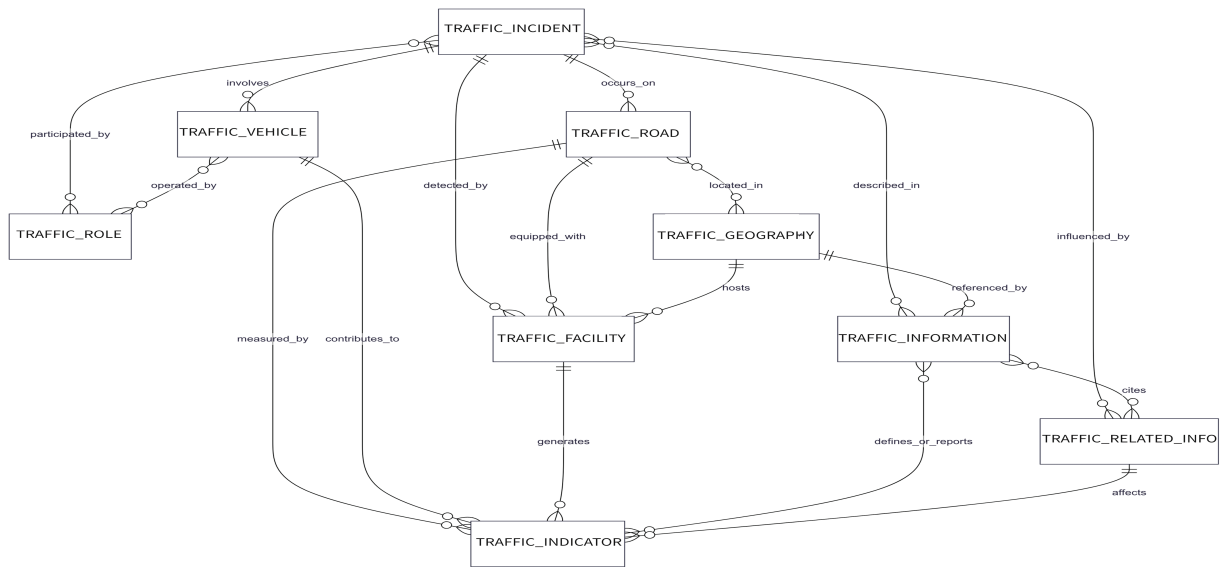 TRAFFIC_INCIDENT
involves
occurs_on
TRAFFIC_VEHICLE
TRAFFIC_ROAD
participated_by
operated_by
detected_by
located_in
described_in
TRAFFIC_ROLE
equipped_with
TRAFFIC_GEOGRAPHY
influenced_by
hosts
referenced_by
measured_by
contributes_to
TRAFFIC_FACILITY
TRAFFIC_INFORMATION
cites
generates
defines_or_reports
TRAFFIC_RELATED_INFO
affects
TRAFFIC_INDICATOR